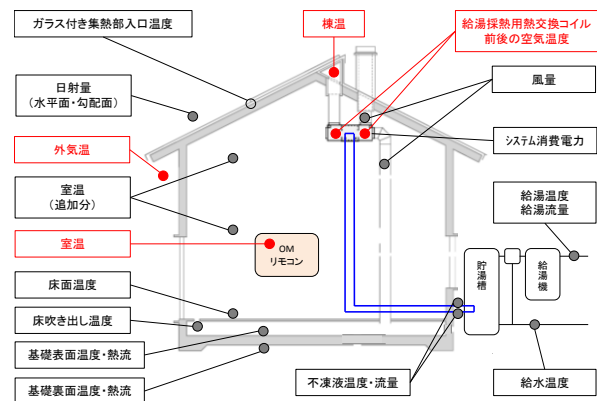 ガラス付き集熱部入口温度
棟温
給湯採熱用熱交換コイル
前後の空気温度
日射量
（水平面・勾配面）
風量
外気温
システム消費電力
室温
（追加分）
給湯温度
給湯流量
室温
OM
リモコン
貯湯槽
給湯機
床面温度
床吹き出し温度
基礎表面温度・熱流
基礎裏面温度・熱流
不凍液温度・流量
給水温度